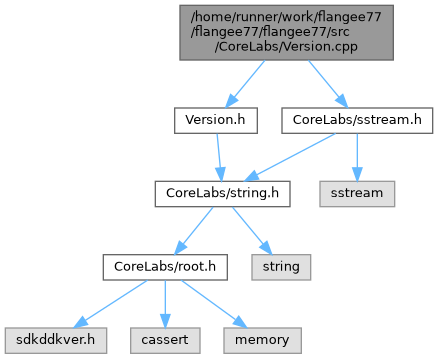 /home/runner/work/flangee77
/flangee77/flangee77/src
/CoreLabs/Version.cpp
Version.h
CoreLabs/sstream.h
CoreLabs/string.h
sstream
CoreLabs/root.h
string
sdkddkver.h
cassert
memory